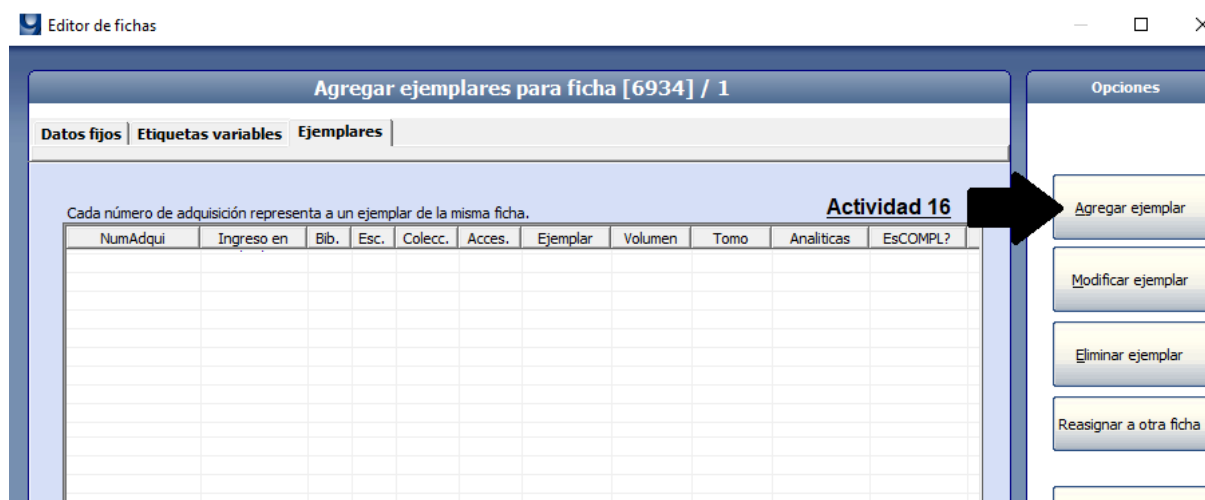 Editor de fichas
Agregar ejemplares para ficha [6934] / 1
Opciones
Datos fijos Etiquetas variables Ejemplares
Cada número de adquisición representa a un ejemplar de la misma ficha.
Actividad 16
NumAdqui Ingreso en Bib. Esc. Colecc. Acces. Ejemplar Volumen Tomo Analiticas EsCOMPL?
Agregar ejemplar
Modificar ejemplar
Eliminar ejemplar
Reasignar a otra ficha